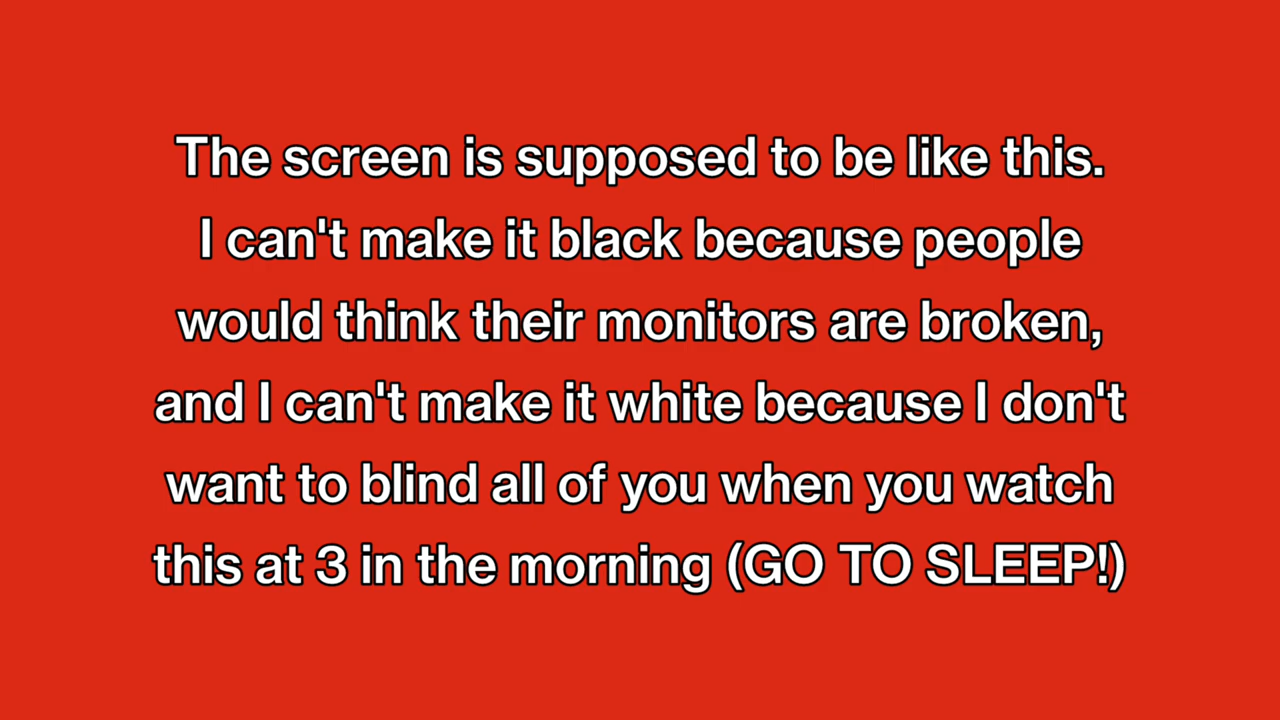 The screen is supposed to be like this.
I can't make it black because people
would think their monitors are broken,
and I can't make it white because I don't
want to blind all of you when you watch
this at 3 in the morning (GO TO SLEEP!)